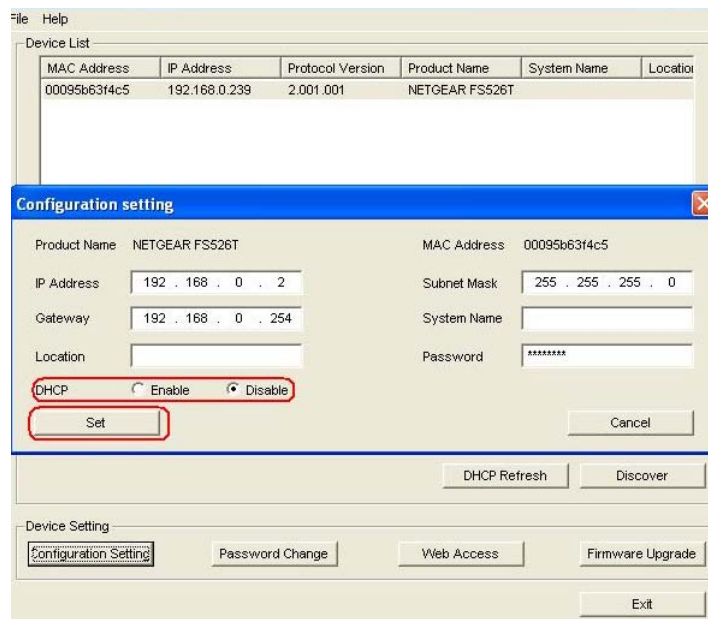 File Help
Device List
MAC Address IP Address Protocol Version Product Name System Name Location
00095b63f4c5 192.168.0.239 2.001.001 NETGEAR FS526T
Configuration setting
Product Name NETGEAR FS526T MAC Address 00095b63f4c5
IP Address 192 . 168 . 0 . 2 Subnet Mask 255 . 255 . 255 . 0
Gateway 192 . 168 . 0 . 254 System Name
Location Password ********
DHCP Enable Disable
Set Cancel
DHCP Refresh Discover
Device Setting
Configuration Setting Password Change Web Access Firmware Upgrade
Exit